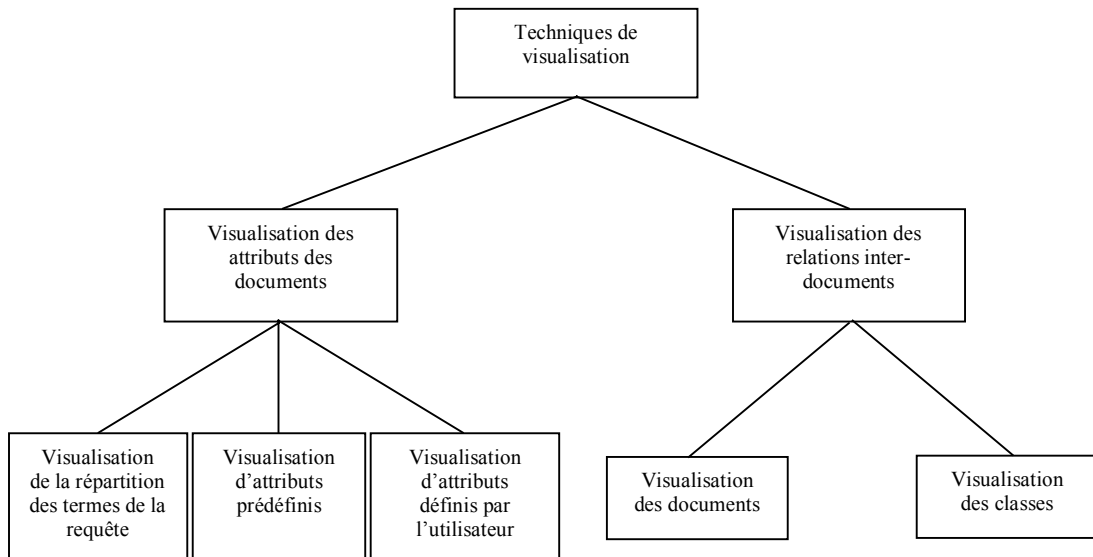 Techniques de
visualisation
Visualisation des
attributs des
documents
Visualisation des
relations inter-
documents
Visualisation
de la répartition
des termes de la
requête
Visualisation
d'attributs
prédéfinis
Visualisation
d'attributs
définis par
l'utilisateur
Visualisation
des documents
Visualisation
des classes